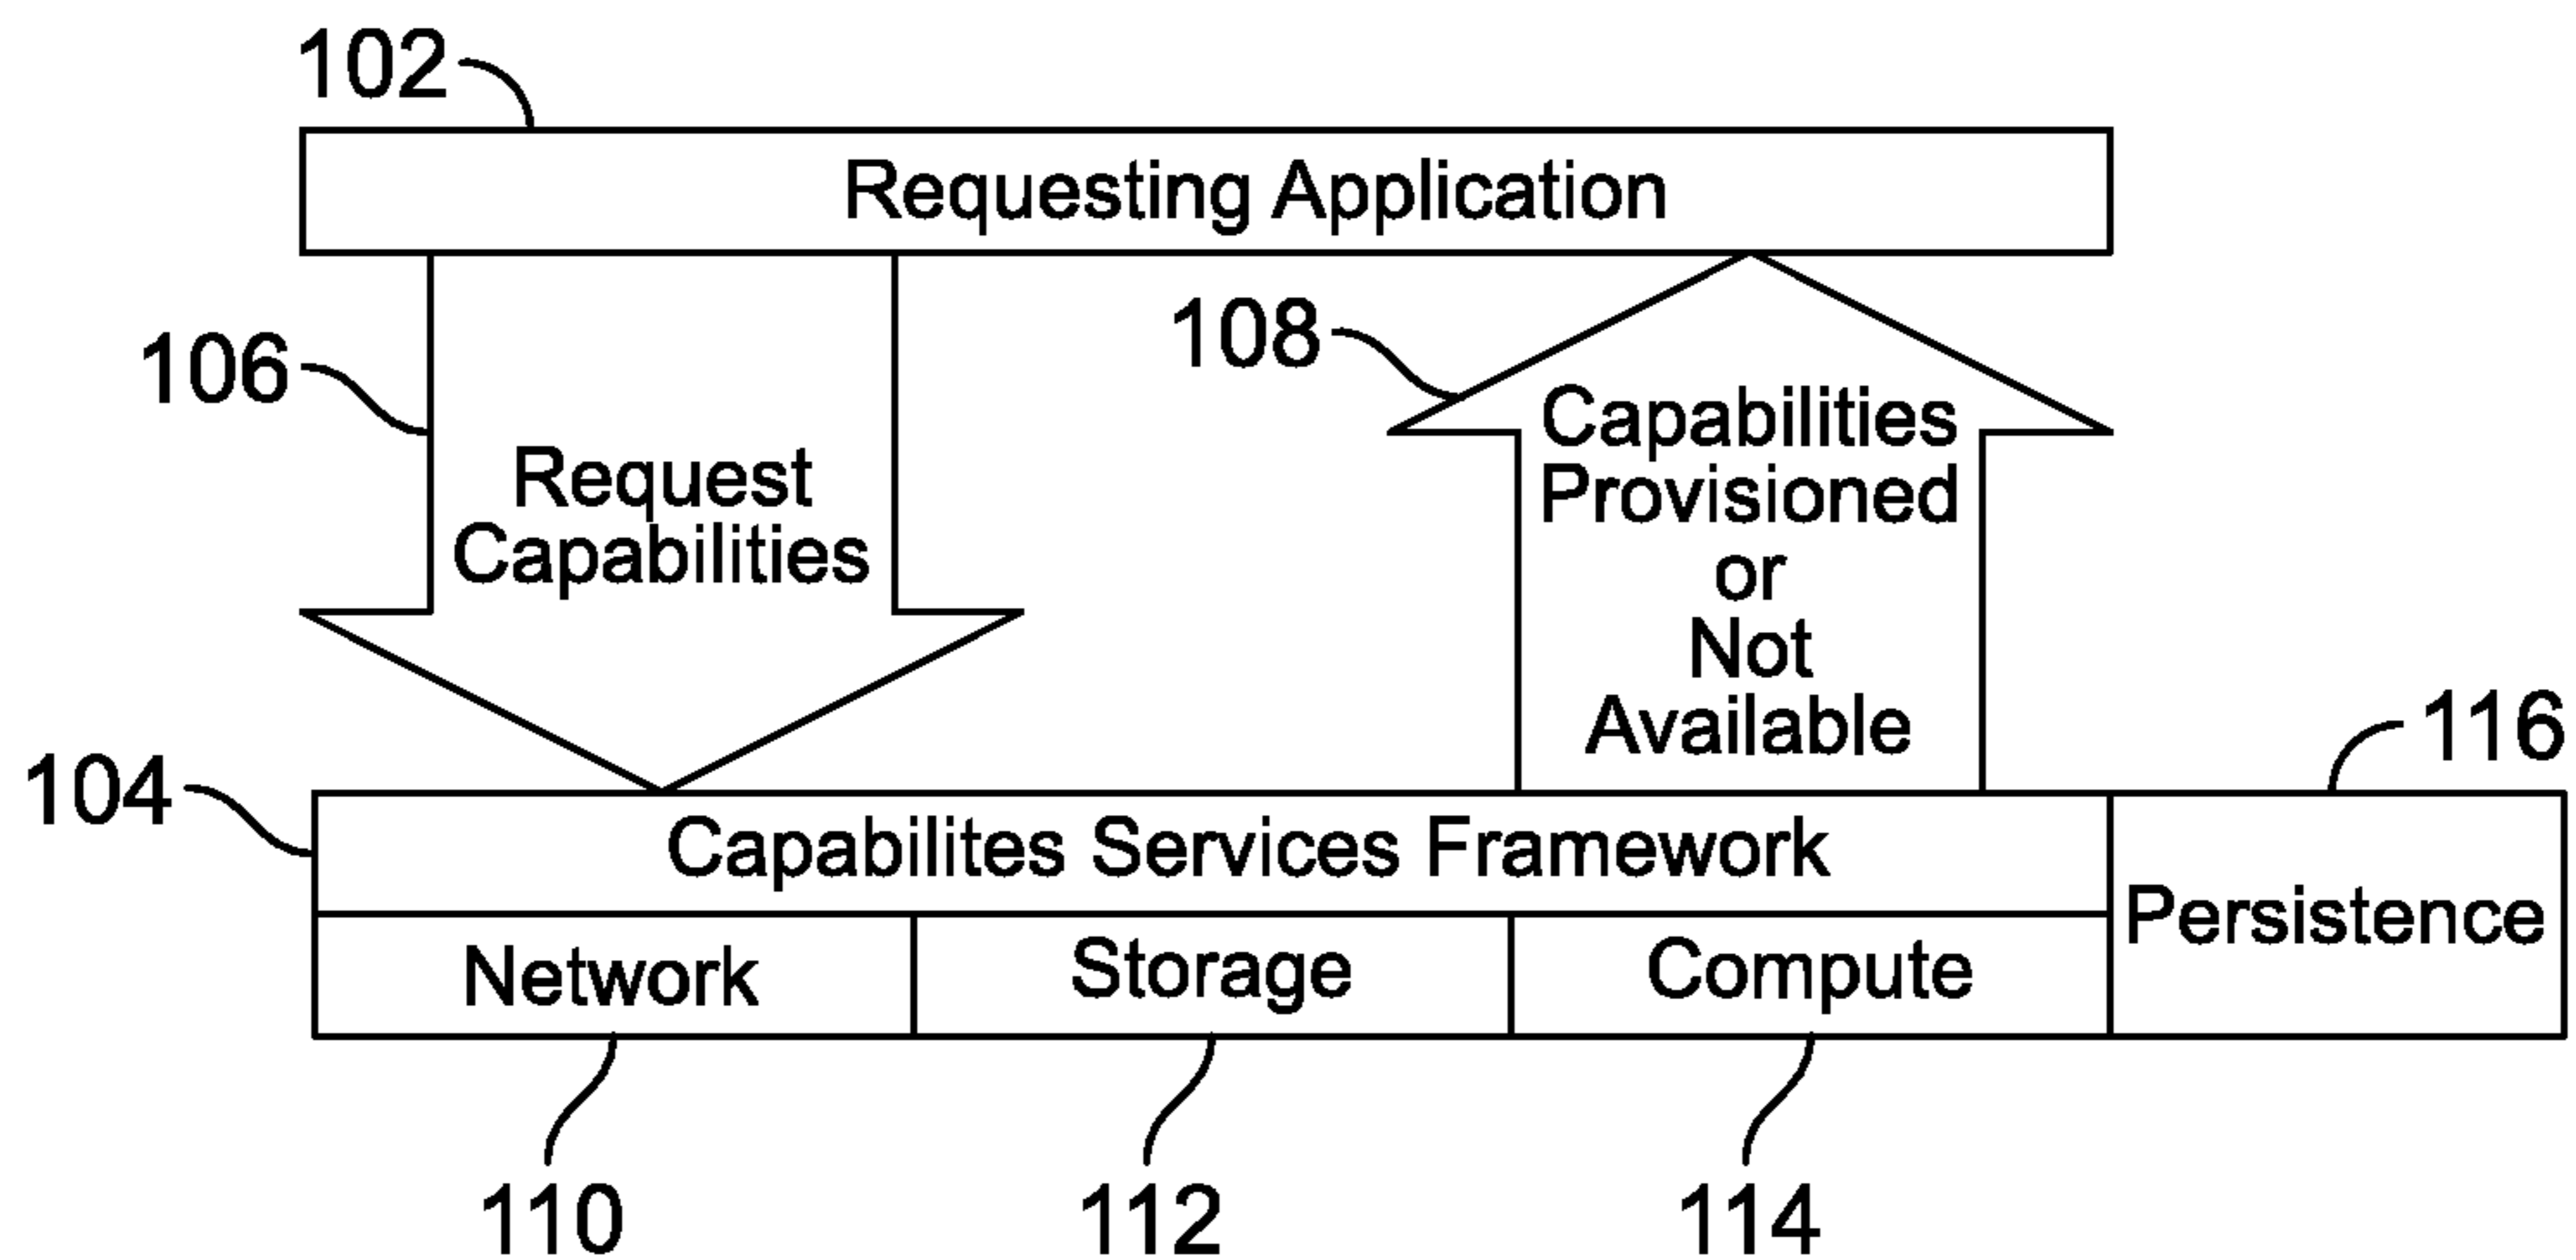 102
Requesting Application
106
108
Request
Capabilities
Capabilities
Provisioned
or
Not
Available
116
104
Capabilites Services Framework
Persistence
Network
Storage
Compute
110
112
114